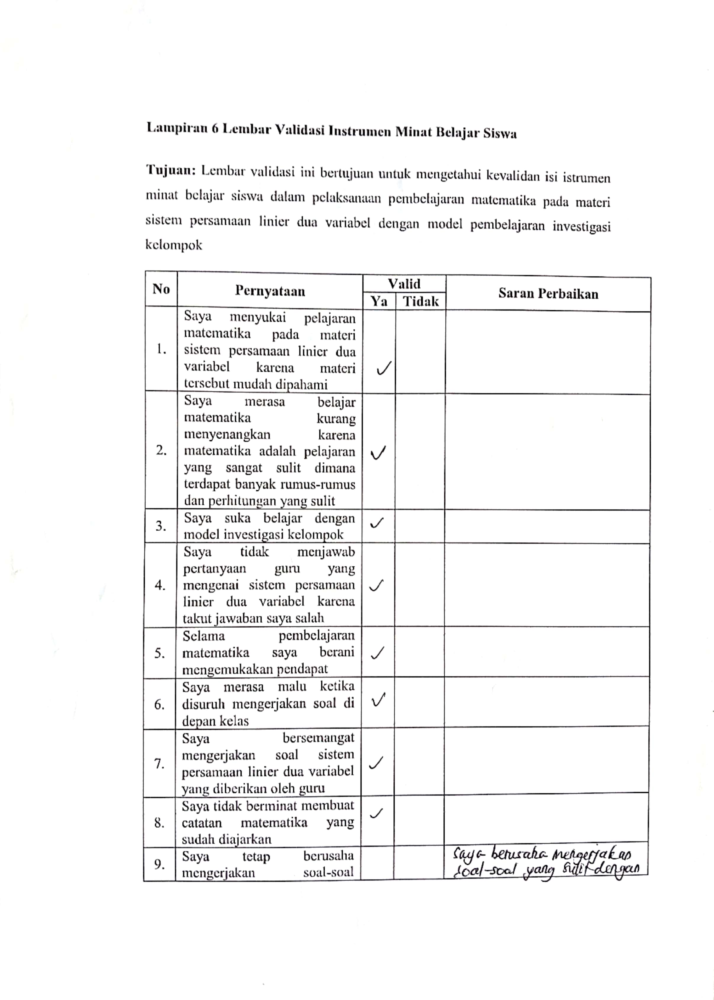 Lampiran 6 Lembar Validasi Instrumen Minat Belajar Siswa
Tujuan: Lembar validasi ini bertujuan untuk mengetahui kevalidan isi istrumen
minat belajar siswa dalam pelaksanaan pembelajaran matematika pada materi
sistem persamaan linier dua variabel dengan model pembelajaran investigasi
kelompok
No Pernyataan Valid Saran Perbaikan
Ya Tidak
1. Saya menyukai pelajaran
matematika pada materi
sistem persamaan linier dua
variabel karena materi ✓
tersebut mudah dipahami
2. Saya merasa belajar
matematika kurang
menyenangkan karena
matematika adalah pelajaran ✓
yang sangat sulit dimana
terdapat banyak rumus-rumus
dan perhitungan yang sulit
3. Saya suka belajar dengan ✓
model investigasi kelompok
4. Saya tidak menjawab
pertanyaan guru yang
mengenai sistem persamaan ✓
linier dua variabel karena
takut jawaban saya salah
5. Selama pembelajaran
matematika saya berani ✓
mengemukakan pendapat
6. Saya merasa malu ketika
disuruh mengerjakan soal di ✓
depan kelas
7. Saya bersemangat
mengerjakan soal sistem ✓
persamaan linier dua variabel
yang diberikan oleh guru
8. Saya tidak berminat membuat ✓
catatan matematika yang
sudah diajarkan
9. Saya tetap berusaha
mengerjakan soal-soal
Saya berusaha mengerjakan
soal-soal yang sulit dengan